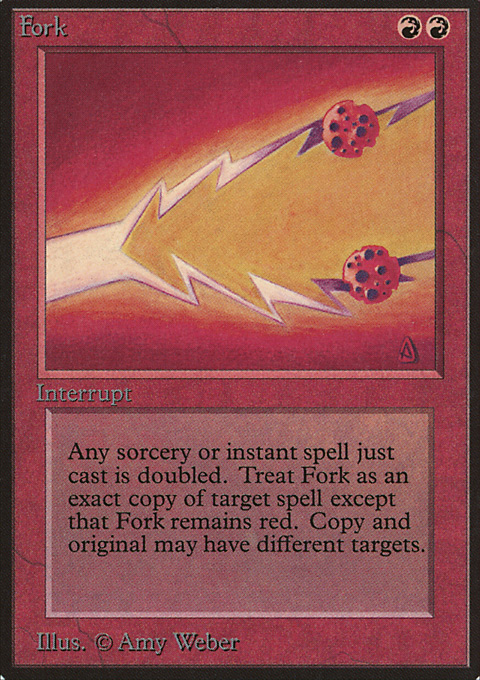 Fork
Interrupt
Any sorcery or instant spell just
cast is doubled. Treat Fork as an
exact copy of target spell except
that Fork remains red. Copy and
original may have different targets.
Illus. © Amy Weber